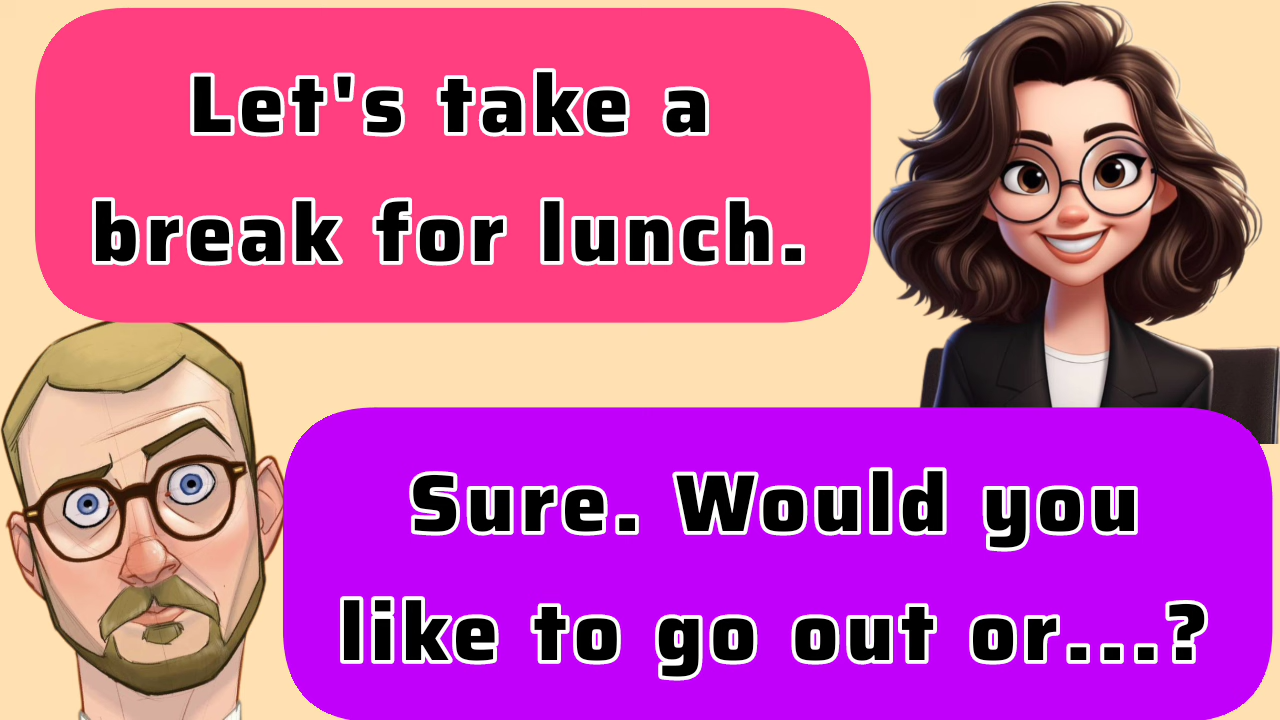 Let's take a
break for lunch.
Sure. Would you
like to go out or...?